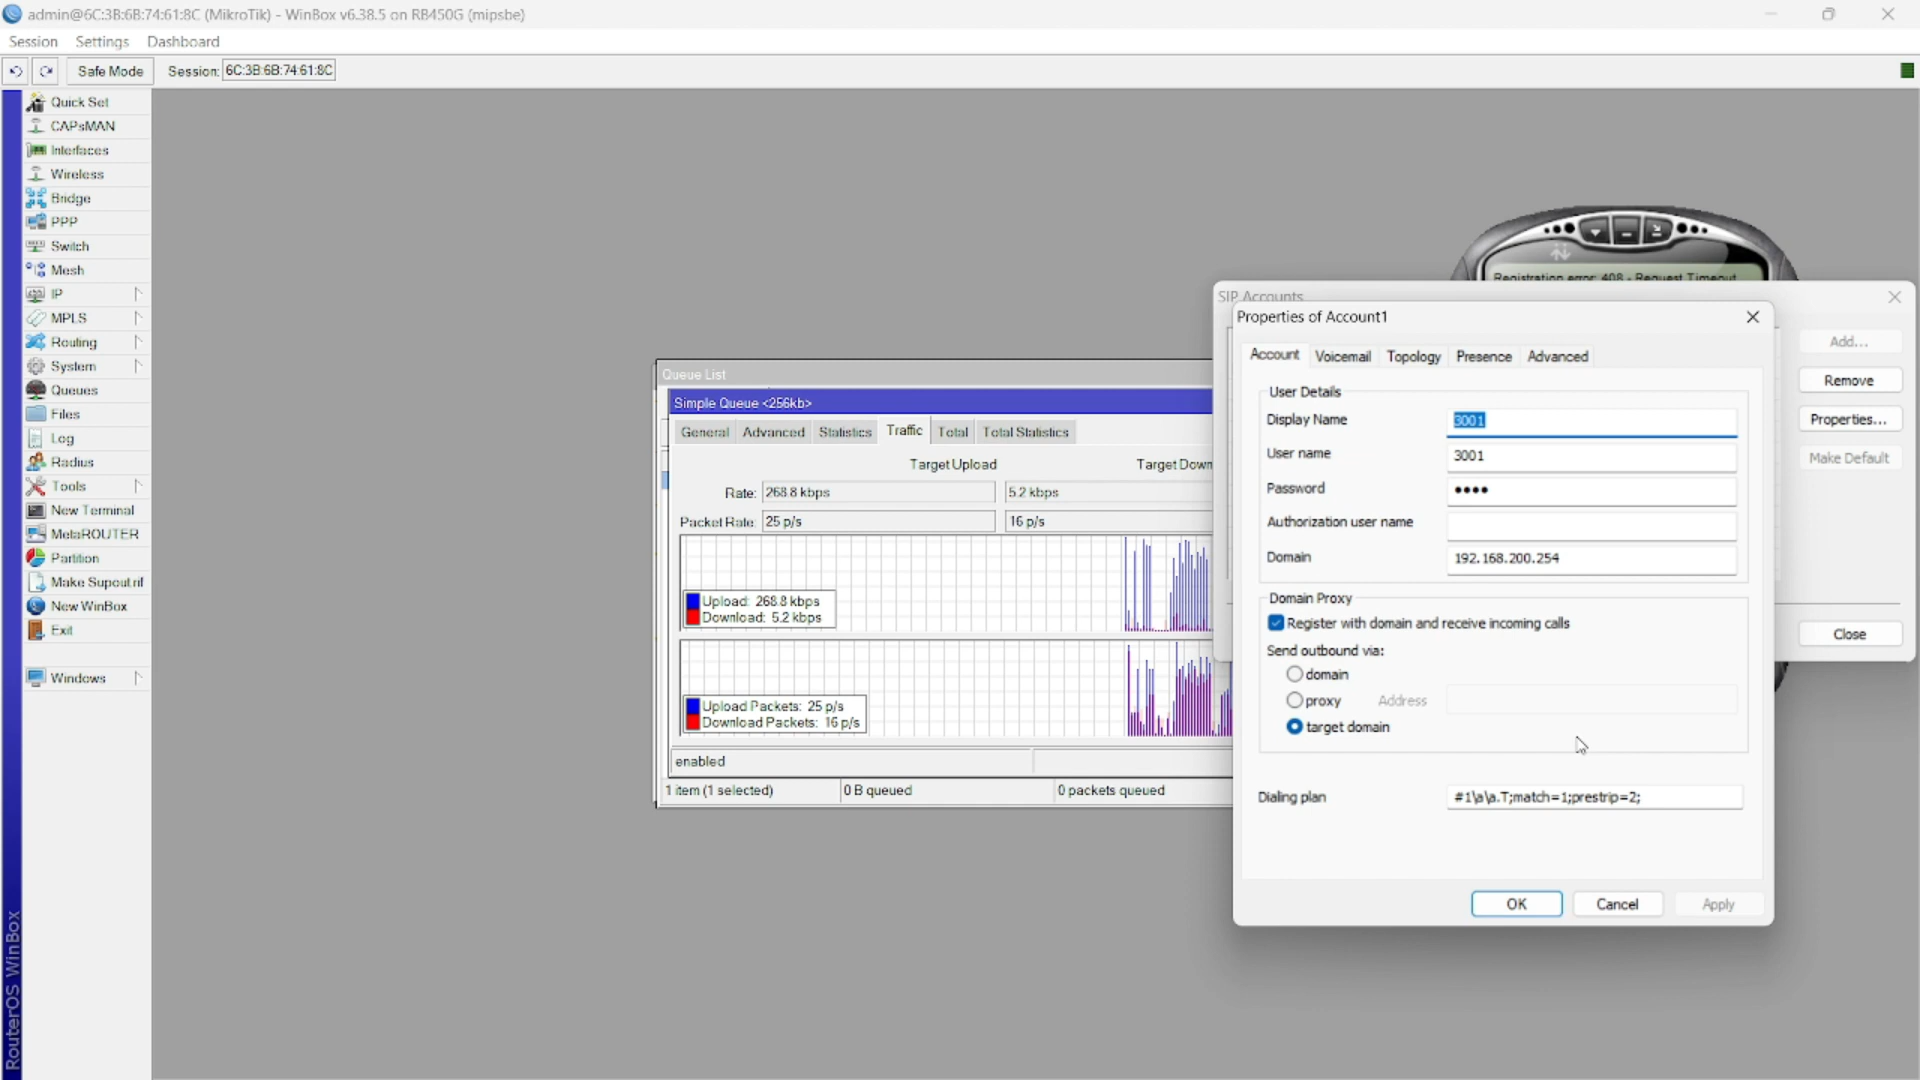 admin@6C:3B:6B:74:61:8C (MikroTik) - WinBox v6.38.5 on RB450G (mipsbe)
Session Settings Dashboard
Safe Mode Session: 6C:3B:6B:74:61:8C
Quick Set
CAPsMAN
Interfaces
Wireless
Bridge
PPP
Switch
Mesh
IP
MPLS
Routing
System
Queues
Files
Log
Radius
Tools
New Terminal
MetaROUTER
Partition
Make Supout.rif
New WinBox
Exit
Windows
RouterOS WinBox
Queue List
Simple Queue <256kb>
General Advanced Statistics Traffic Total Total Statistics
Target Upload Target Down
Rate: 268.8 kbps 5.2 kbps
Packet Rate: 25 p/s 16 p/s
Upload: 268.8 kbps
Download: 5.2 kbps
Upload Packets: 25 p/s
Download Packets: 16 p/s
enabled
1 item (1 selected) 0 B queued 0 packets queued
Registration error: 408 - Request Timeout
SIP Accounts
Add...
Remove
Properties...
Make Default
Close
Properties of Account1
Account Voicemail Topology Presence Advanced
User Details
Display Name 3001
User name 3001
Password ••••
Authorization user name
Domain 192.168.200.254
Domain Proxy
Register with domain and receive incoming calls
Send outbound via:
domain
proxy Address
target domain
Dialing plan #1\a\a.T;match=1;prestrip=2;
OK Cancel Apply